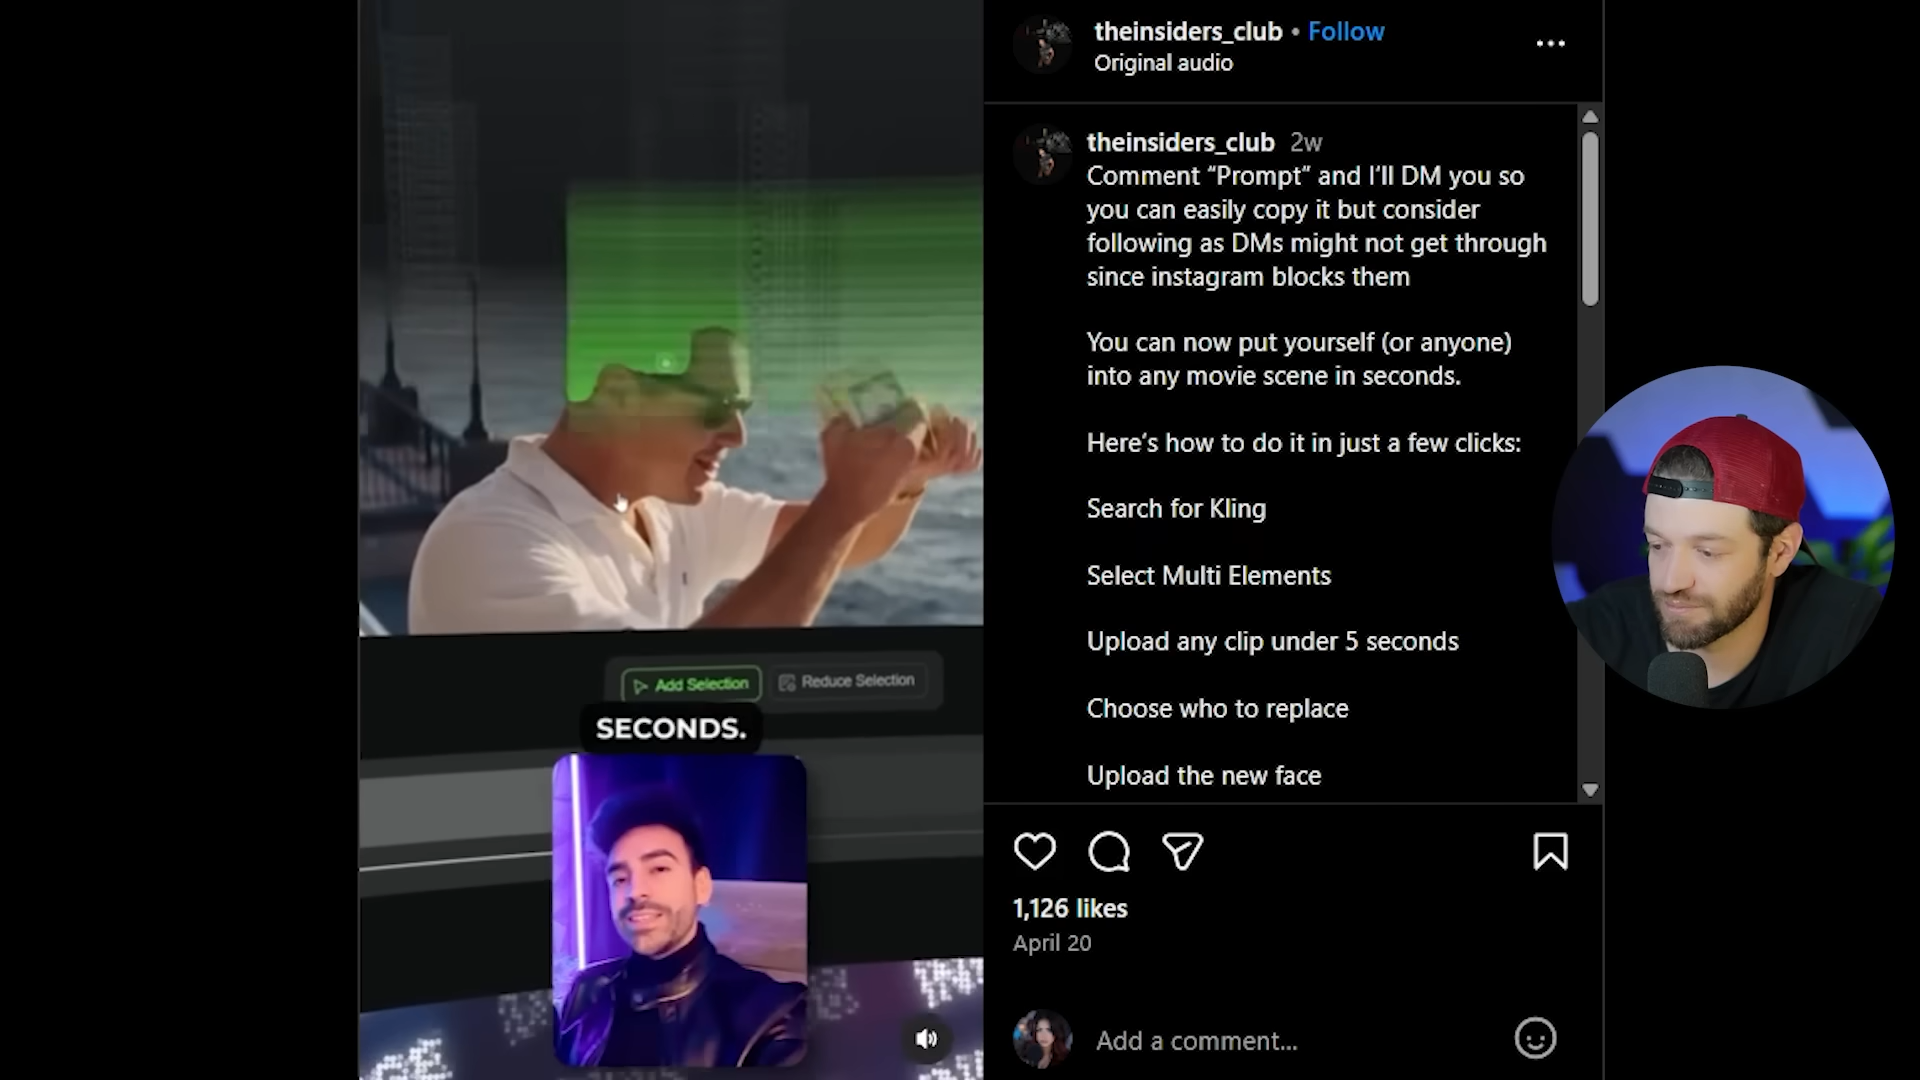 theinsiders_club • Follow
Original audio
theinsiders_club 2w
Comment “Prompt” and I’ll DM you so
you can easily copy it but consider
following as DMs might not get through
since instagram blocks them
You can now put yourself (or anyone)
into any movie scene in seconds.
Here’s how to do it in just a few clicks:
Search for Kling
Select Multi Elements
Upload any clip under 5 seconds
Choose who to replace
Upload the new face
Add Selection
Reduce Selection
SECONDS.
1,126 likes
April 20
Add a comment...